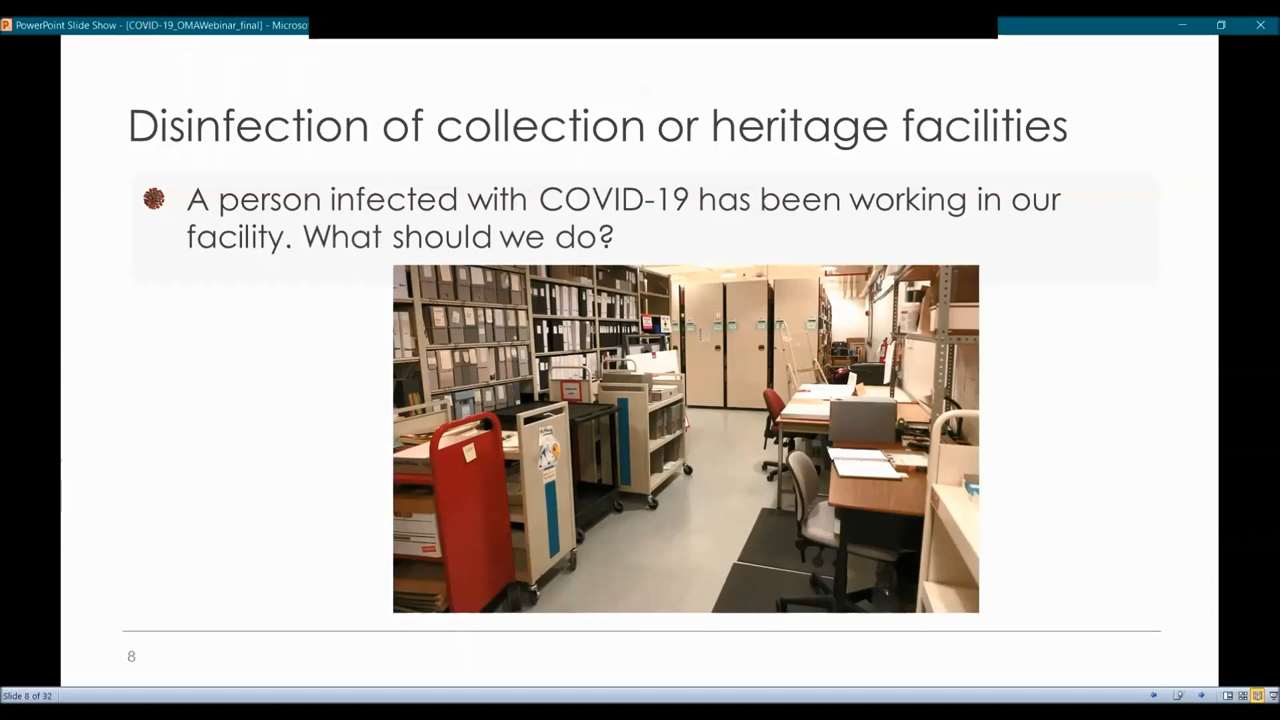 PowerPoint Slide Show - [COVID-19_OMAWebinar_final] - Microso
Disinfection of collection or heritage facilities
A person infected with COVID-19 has been working in our
facility. What should we do?
8
Slide 8 of 32